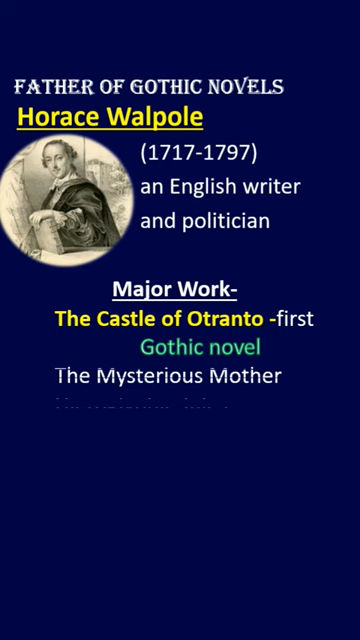 FATHER OF GOTHIC NOVELS
Horace Walpole
(1717-1797)
an English writer
and politician
Major Work-
The Castle of Otranto -first
Gothic novel
The Mysterious Mother